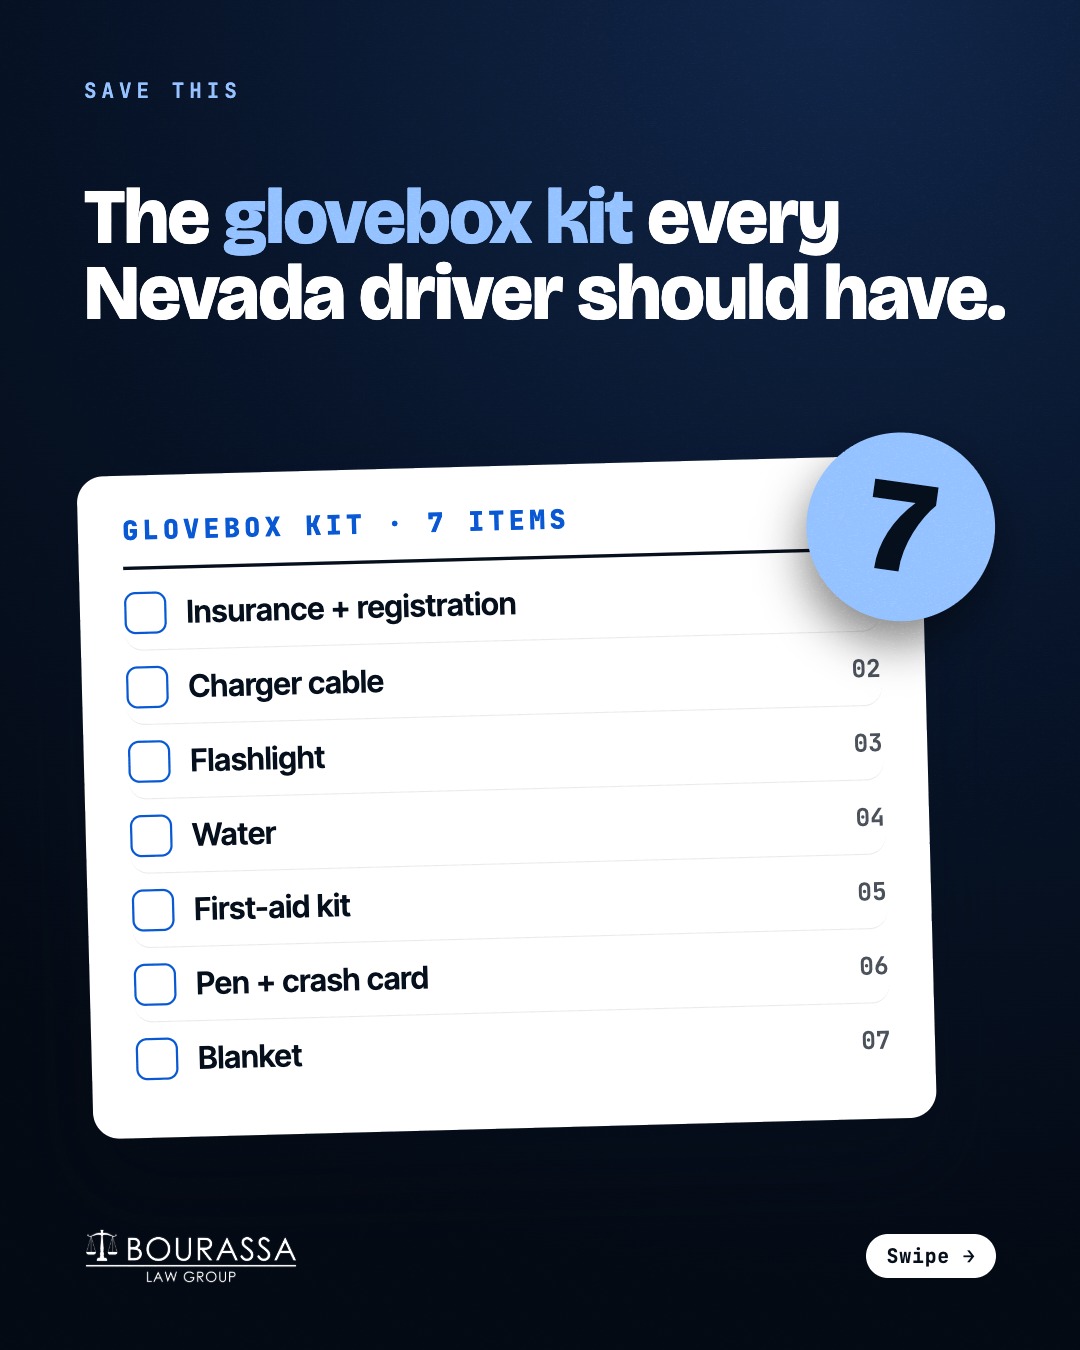 SAVE THIS
The glovebox kit every
Nevada driver should have.
7
GLOVEBOX KIT · 7 ITEMS
Insurance + registration
Charger cable 02
Flashlight 03
Water 04
First-aid kit 05
Pen + crash card 06
Blanket 07
BOURASSA
LAW GROUP
Swipe →